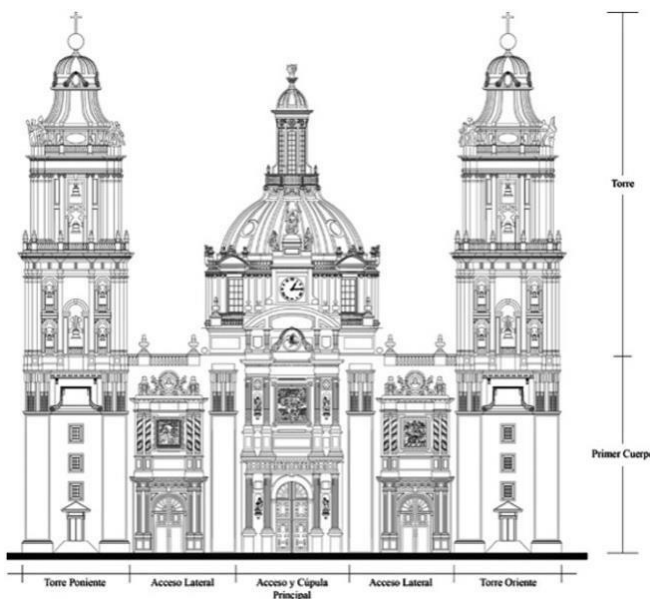 Torre
Primer Cuerpo
Torre Poniente
Acceso Lateral
Acceso y Cúpula
Principal
Acceso Lateral
Torre Oriente